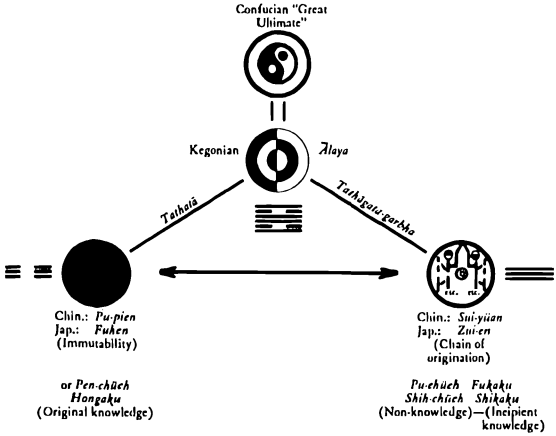 Confucian "Great
Ultimate"
Kegonian
Ālaya
Tathatā
Tathāgata-garbha
Chin.: Pu-pien
Jap.: Fuhen
(Immutability)
or Pen-chüeh
Hongaku
(Original knowledge)
etc. etc.
Chin.: Sui-yüan
Jap.: Zui-en
(Chain of
origination)
Pu-chüeh Fukaku
Shih-chüeh Shikaku
(Non-knowledge)—(Incipient
knowledge)